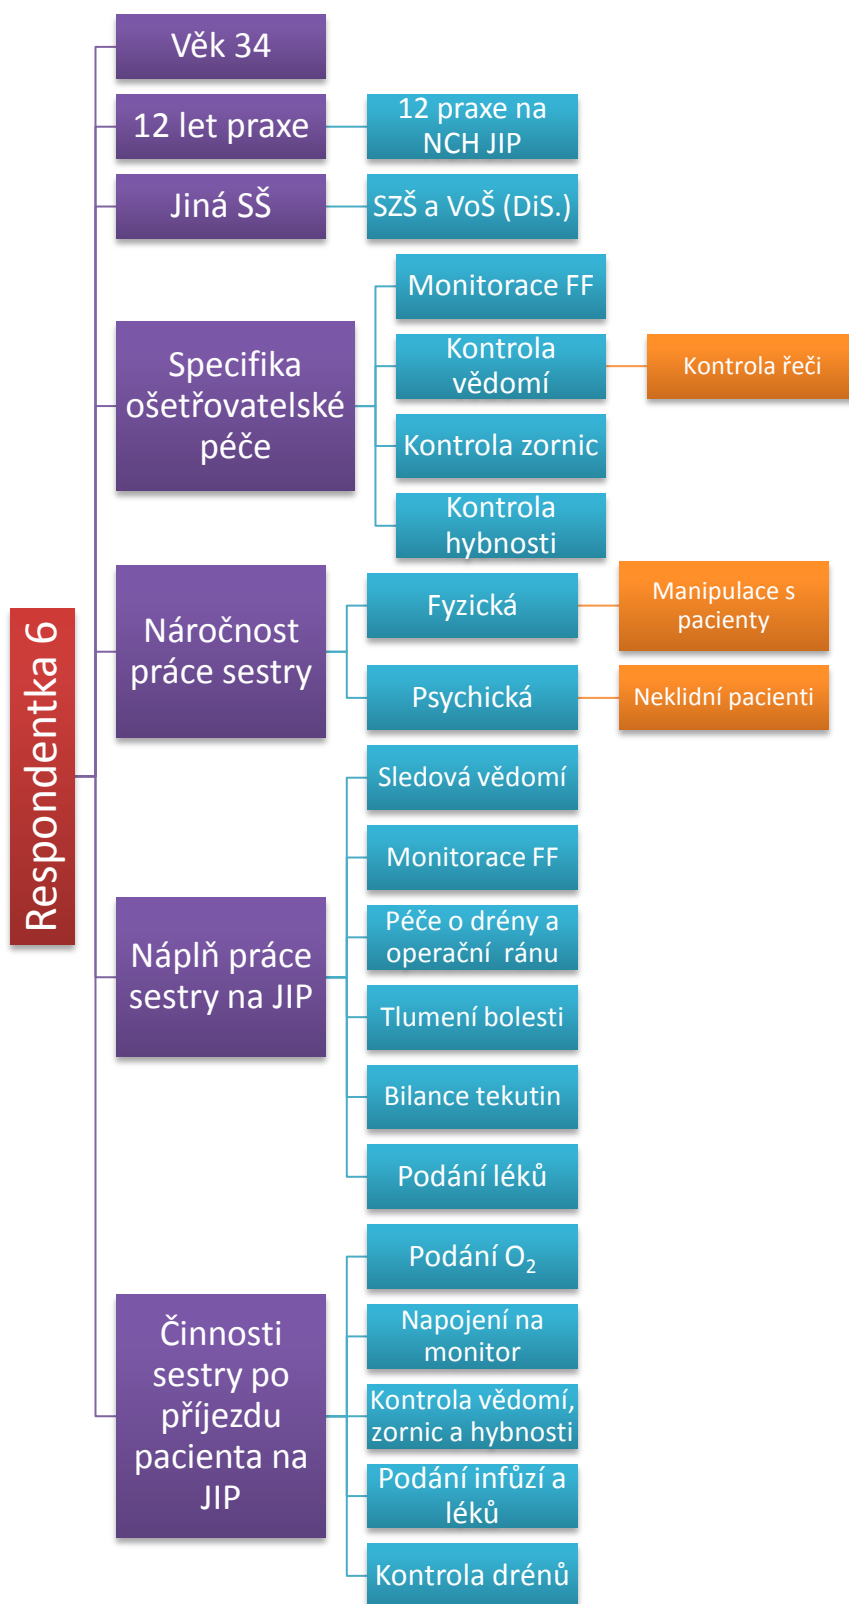 Respondentka 6
Věk 34
12 let praxe
12 praxe na
NCH JIP
Jiná SŠ
SZŠ a VoŠ (DiS.)
Specifika
ošetřovatelské
péče
Monitorace FF
Kontrola
vědomí
Kontrola řeči
Kontrola zornic
Kontrola
hybnosti
Náročnost
práce sestry
Fyzická
Manipulace s
pacienty
Psychická
Neklidní pacienti
Náplň práce
sestry na JIP
Sledová vědomí
Monitorace FF
Péče o drény a
operační ránu
Tlumení bolesti
Bilance tekutin
Podání léků
Činnosti
sestry po
příjezdu
pacienta na
JIP
Podání O₂
Napojení na
monitor
Kontrola vědomí,
zornic a hybnosti
Podání infůzí a
léků
Kontrola drénů